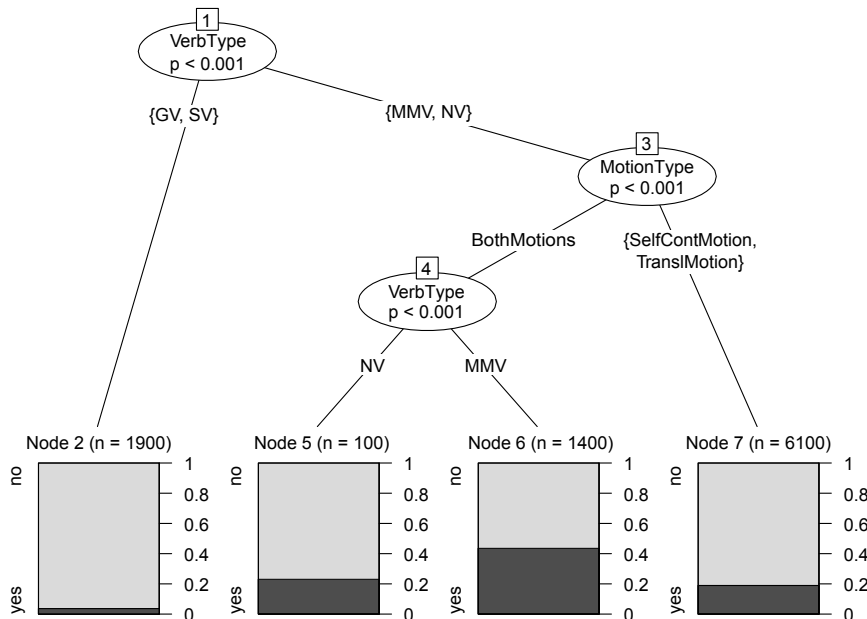 1
VerbType
p < 0.001
{GV, SV}
{MMV, NV}
3
MotionType
p < 0.001
BothMotions
{SelfContMotion,
TranslMotion}
4
VerbType
p < 0.001
NV
MMV
Node 2 (n = 1900)
no
yes
1
0.8
0.6
0.4
0.2
0
Node 5 (n = 100)
no
yes
1
0.8
0.6
0.4
0.2
0
Node 6 (n = 1400)
no
yes
1
0.8
0.6
0.4
0.2
0
Node 7 (n = 6100)
no
yes
1
0.8
0.6
0.4
0.2
0